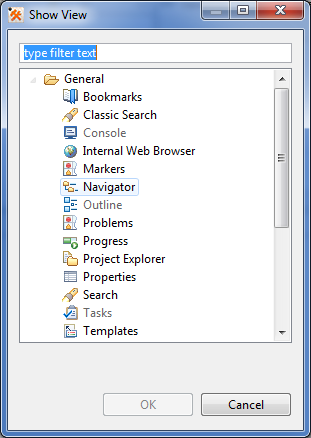 Show View
type filter text
General
Bookmarks
Classic Search
Console
Internal Web Browser
Markers
Navigator
Outline
Problems
Progress
Project Explorer
Properties
Search
Tasks
Templates
OK Cancel